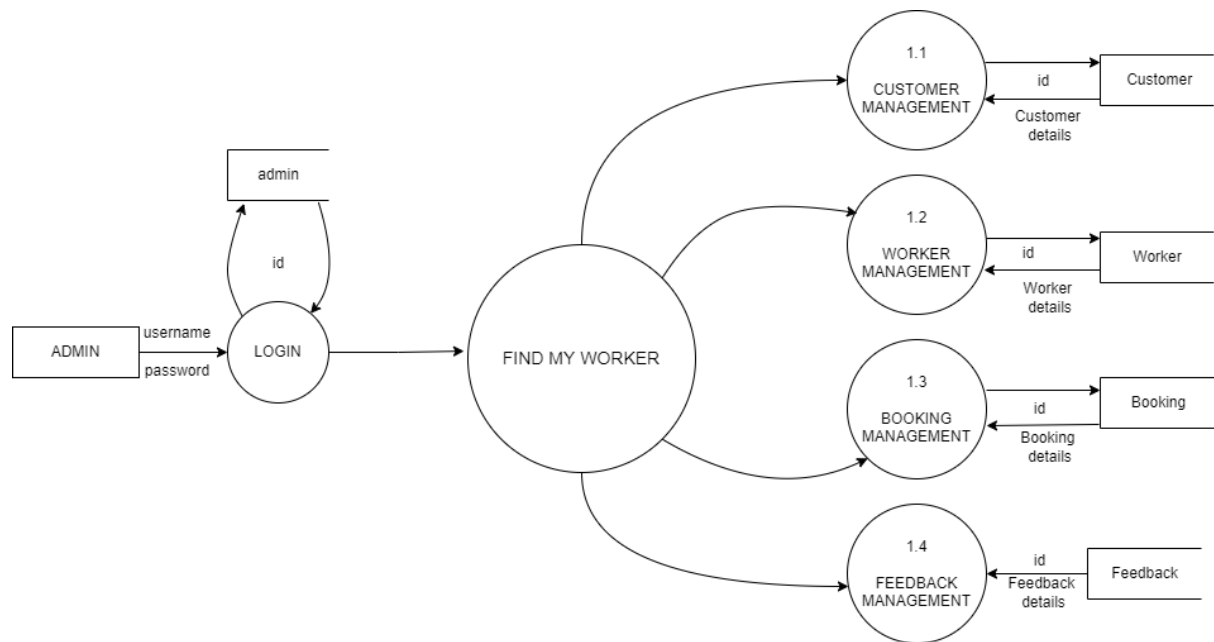 ADMIN
username
password
admin
id
LOGIN
FIND MY WORKER
1.1
CUSTOMER
MANAGEMENT
id
Customer
details
Customer
1.2
WORKER
MANAGEMENT
id
Worker
details
Worker
1.3
BOOKING
MANAGEMENT
id
Booking
details
Booking
1.4
FEEDBACK
MANAGEMENT
id
Feedback
details
Feedback